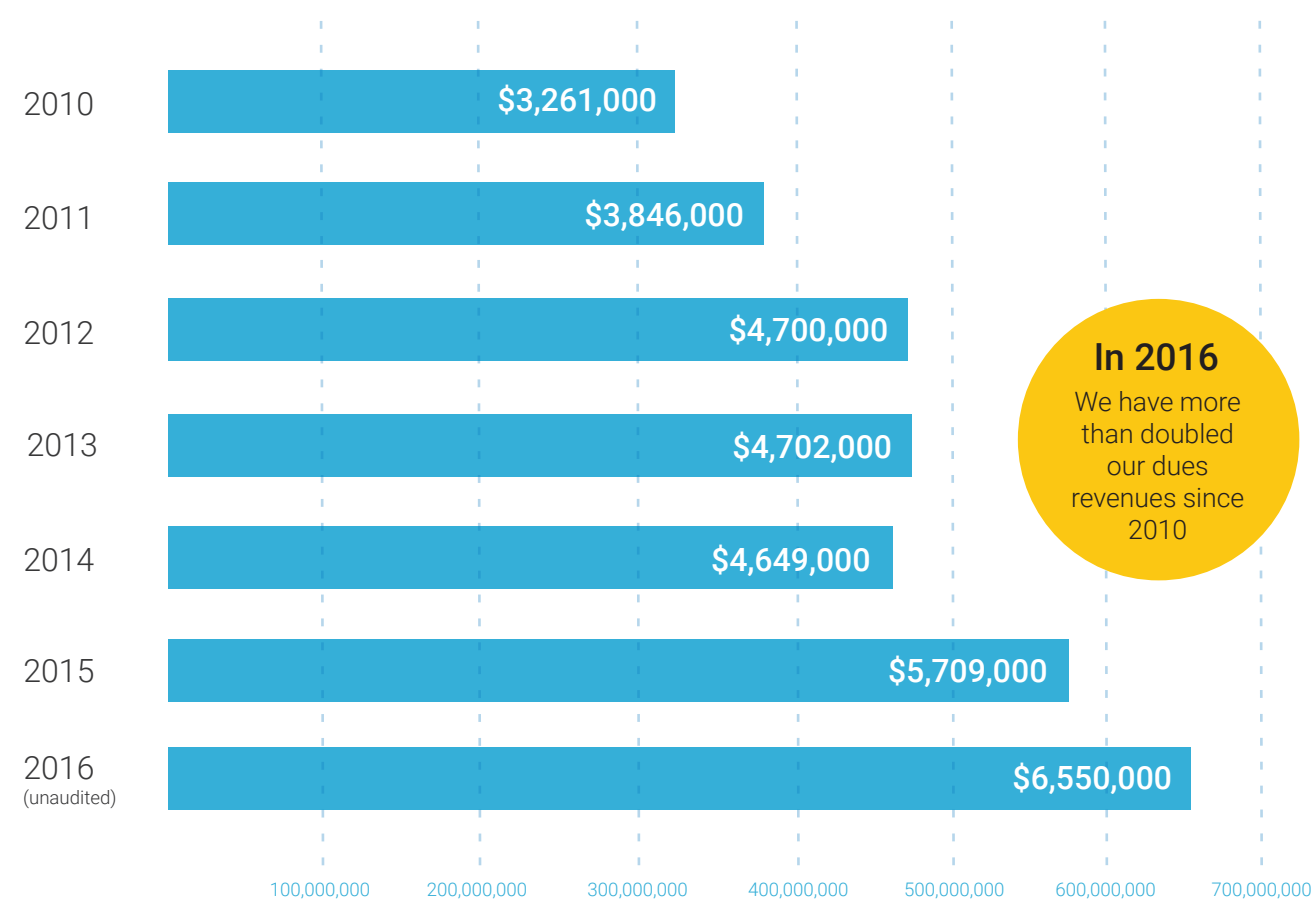 2010
$3,261,000
2011
$3,846,000
2012
$4,700,000
2013
$4,702,000
2014
$4,649,000
2015
$5,709,000
2016
(unaudited)
$6,550,000
In 2016
We have more
than doubled
our dues
revenues since
2010
100,000,000 200,000,000 300,000,000 400,000,000 500,000,000 600,000,000 700,000,000